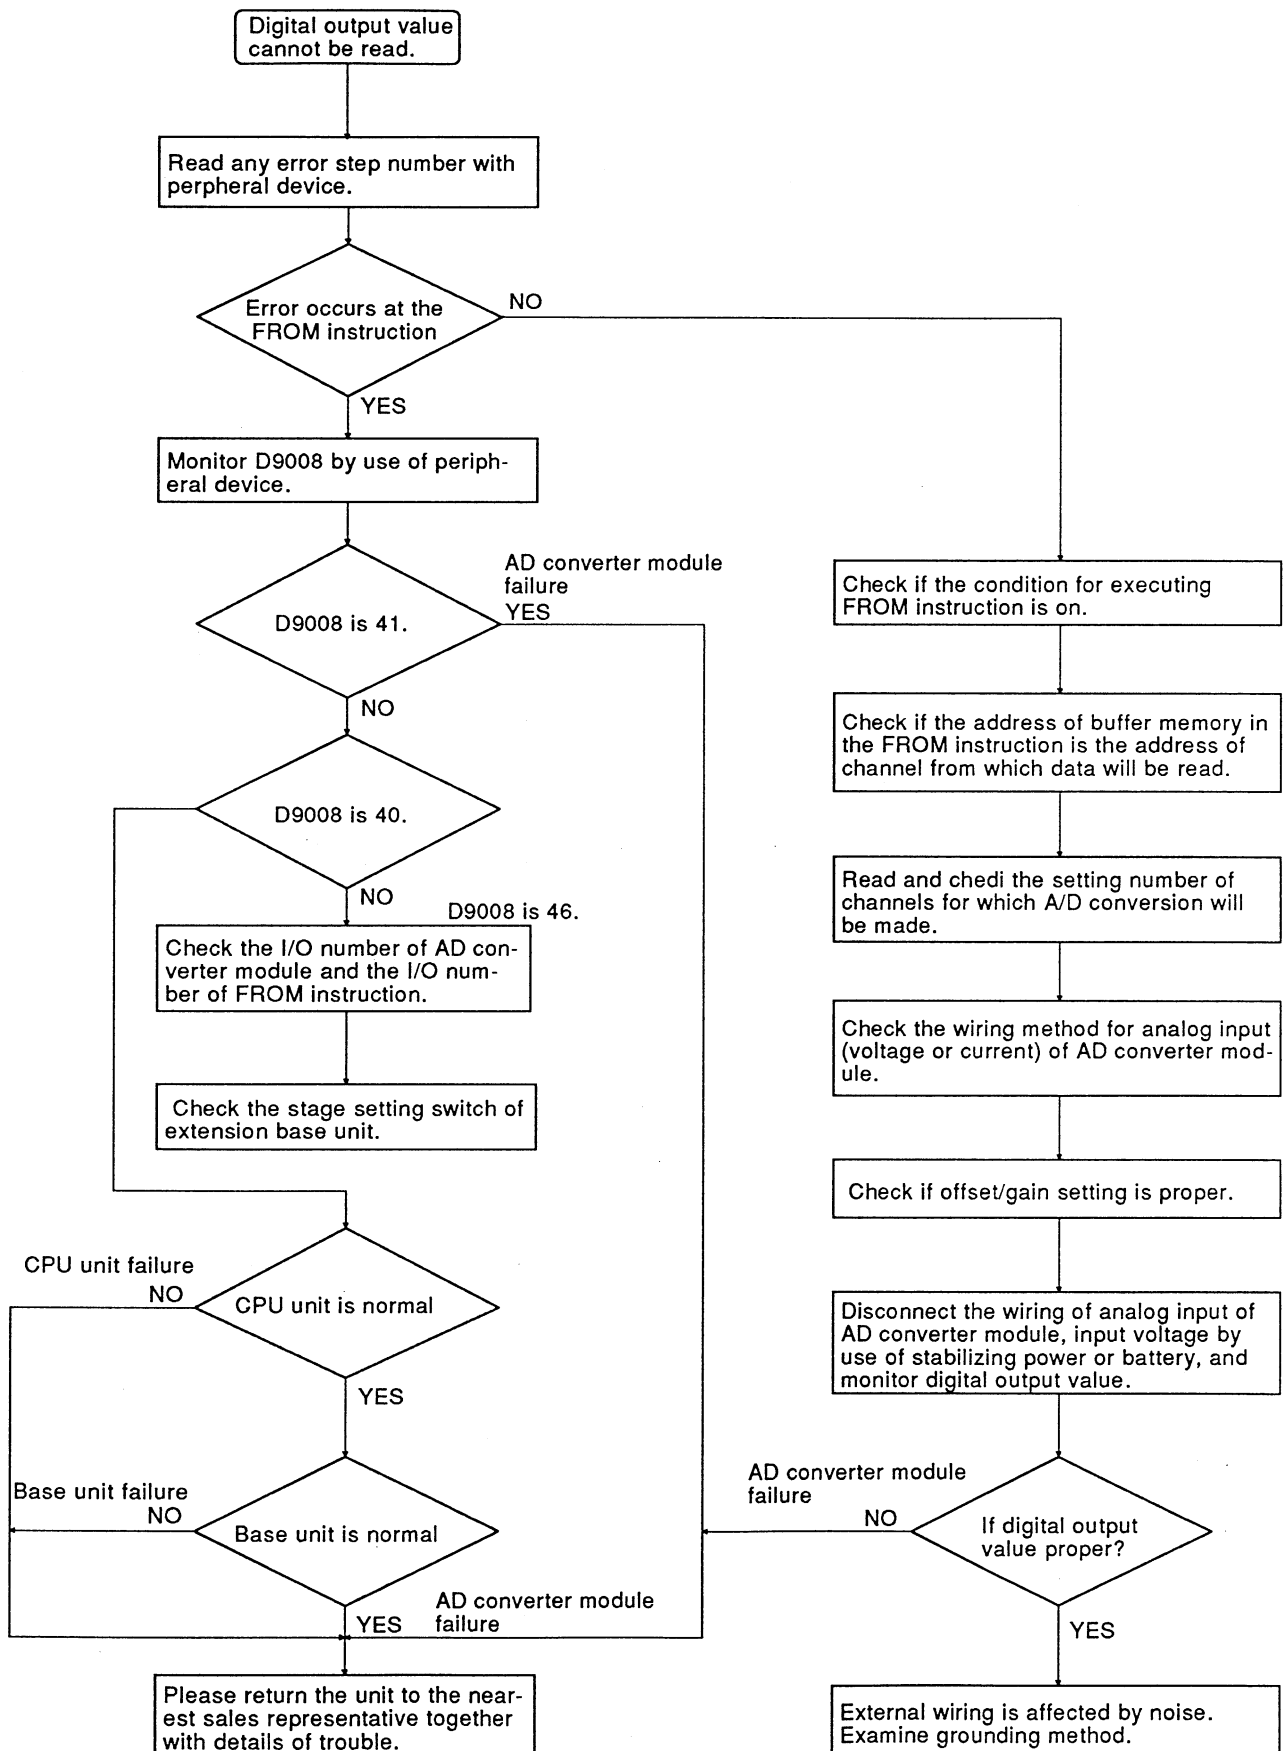 Digital output value
cannot be read.
Read any error step number with
perpheral device.
Error occurs at the
FROM instruction
NO
YES
Monitor D9008 by use of periph-
eral device.
AD converter module
failure
YES
D9008 is 41.
NO
D9008 is 40.
NO
D9008 is 46.
Check the I/O number of AD con-
verter module and the I/O num-
ber of FROM instruction.
Check the stage setting switch of
extension base unit.
CPU unit failure
NO
CPU unit is normal
YES
Base unit failure
NO
Base unit is normal
YES
AD converter module
failure
Please return the unit to the near-
est sales representative together
with details of trouble.
Check if the condition for executing
FROM instruction is on.
Check if the address of buffer memory in
the FROM instruction is the address of
channel from which data will be read.
Read and chedi the setting number of
channels for which A/D conversion will
be made.
Check the wiring method for analog input
(voltage or current) of AD converter mod-
ule.
Check if offset/gain setting is proper.
Disconnect the wiring of analog input of
AD converter module, input voltage by
use of stabilizing power or battery, and
monitor digital output value.
AD converter module
failure
NO
If digital output
value proper?
YES
External wiring is affected by noise.
Examine grounding method.